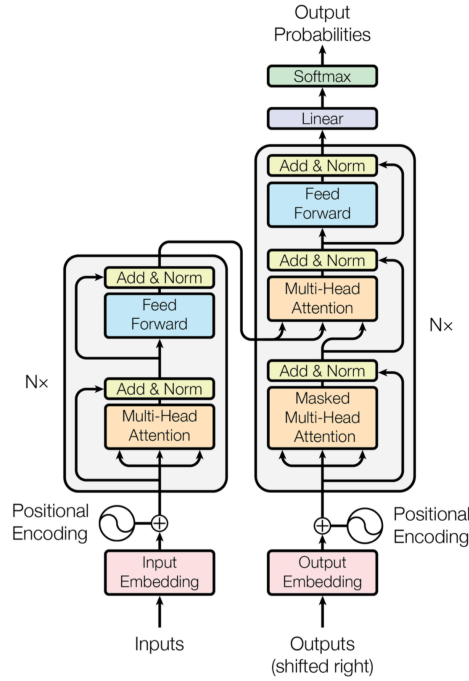 Output
Probabilities
Softmax
Linear
Add & Norm
Feed
Forward
Add & Norm
Multi-Head
Attention
Add & Norm
Masked
Multi-Head
Attention
Nx
Add & Norm
Feed
Forward
Add & Norm
Multi-Head
Attention
Nx
Positional
Encoding
Positional
Encoding
Input
Embedding
Output
Embedding
Inputs
Outputs
(shifted right)